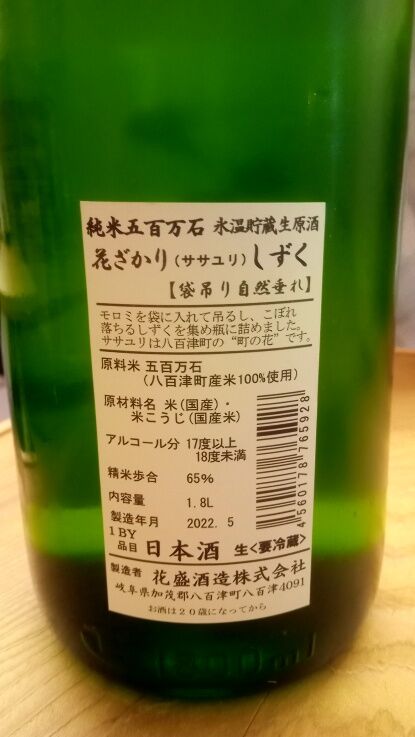 純米五百万石 氷温貯蔵生原酒
花ざかり(ササユリ)しずく
【袋吊り自然垂れ】
モロミを袋に入れて吊るし、こぼれ
落ちるしずくを集め瓶に詰めました。
ササユリは八百津町の"町の花"です。
原料米 五百万石
(八百津町産米100%使用)
原材料名 米(国産)・
米こうじ(国産米)
アルコール分 17度以上
18度未満
精米歩合 65%
内容量 1.8L
製造年月 2022. 5
1BY
品目 日本酒 生<要冷蔵>
製造者 花盛酒造株式会社
岐阜県加茂郡八百津町八百津4091
お酒は20歳になってから
4 560178 765928